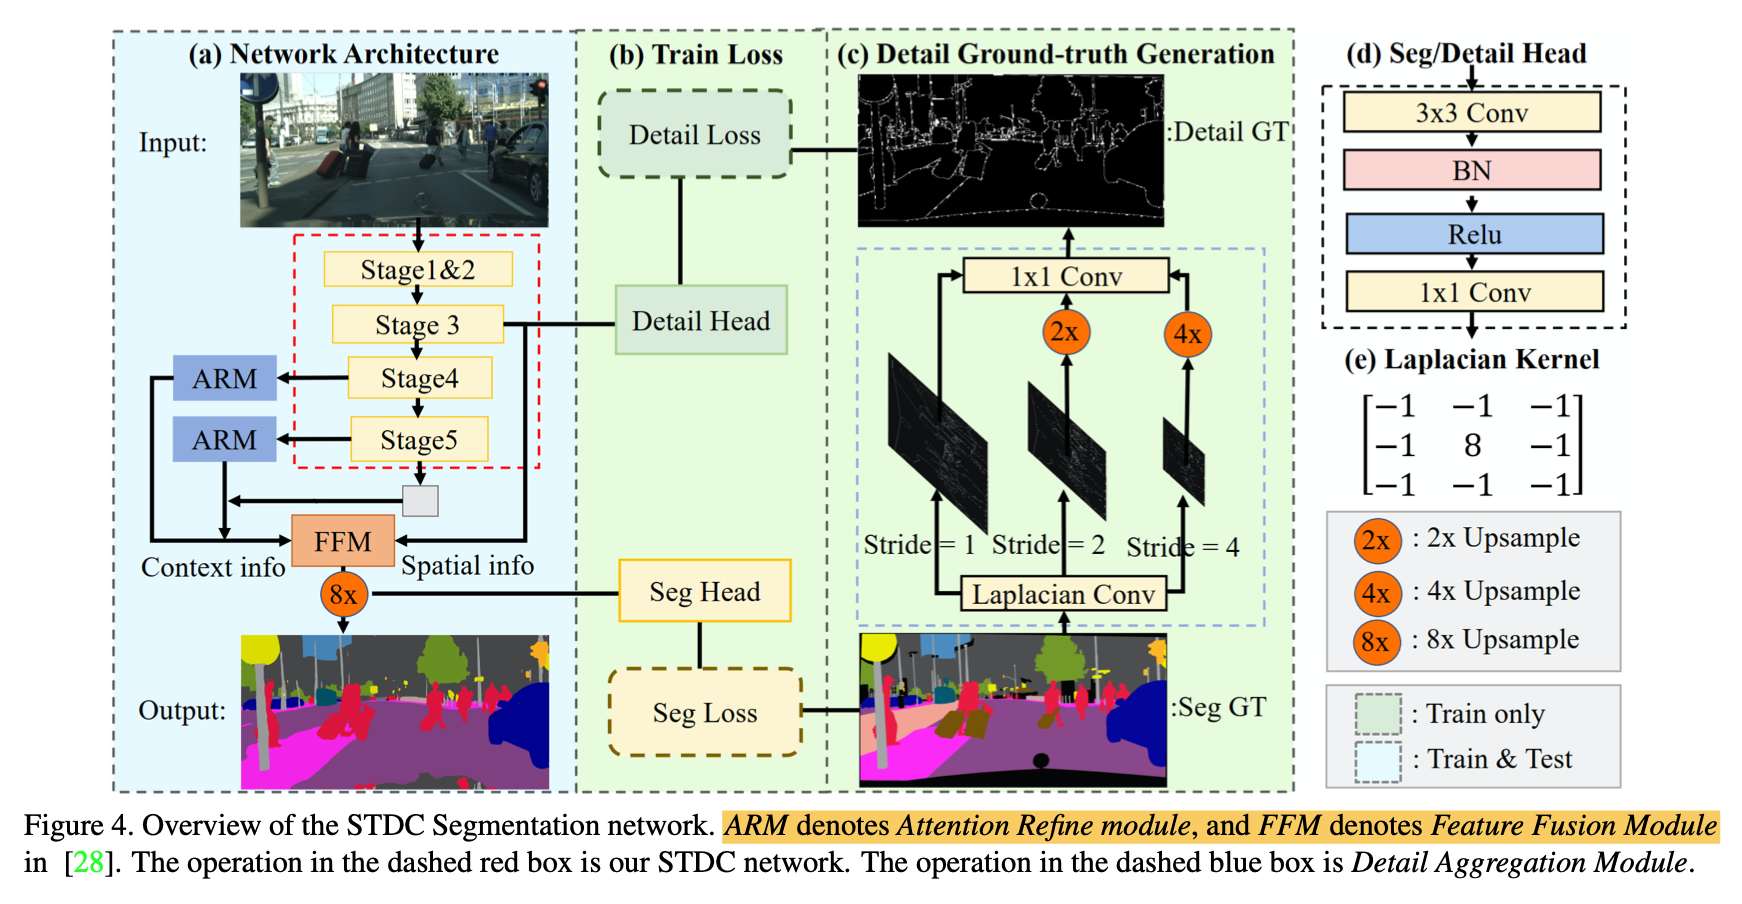 (a) Network Architecture
Input:
Stage1&2
Stage 3
Stage4
Stage5
ARM
ARM
FFM
Context info
Spatial info
8x
Output:
(b) Train Loss
Detail Loss
Detail Head
Seg Head
Seg Loss
(c) Detail Ground-truth Generation
:Detail GT
1x1 Conv
2x
4x
Stride = 1
Stride = 2
Stride = 4
Laplacian Conv
:Seg GT
(d) Seg/Detail Head
3x3 Conv
BN
Relu
1x1 Conv
(e) Laplacian Kernel
−1 −1 −1
−1 8 −1
−1 −1 −1
2x : 2x Upsample
4x : 4x Upsample
8x : 8x Upsample
: Train only
: Train & Test
Figure 4. Overview of the STDC Segmentation network. ARM denotes Attention Refine module, and FFM denotes Feature Fusion Module
in [28]. The operation in the dashed red box is our STDC network. The operation in the dashed blue box is Detail Aggregation Module.